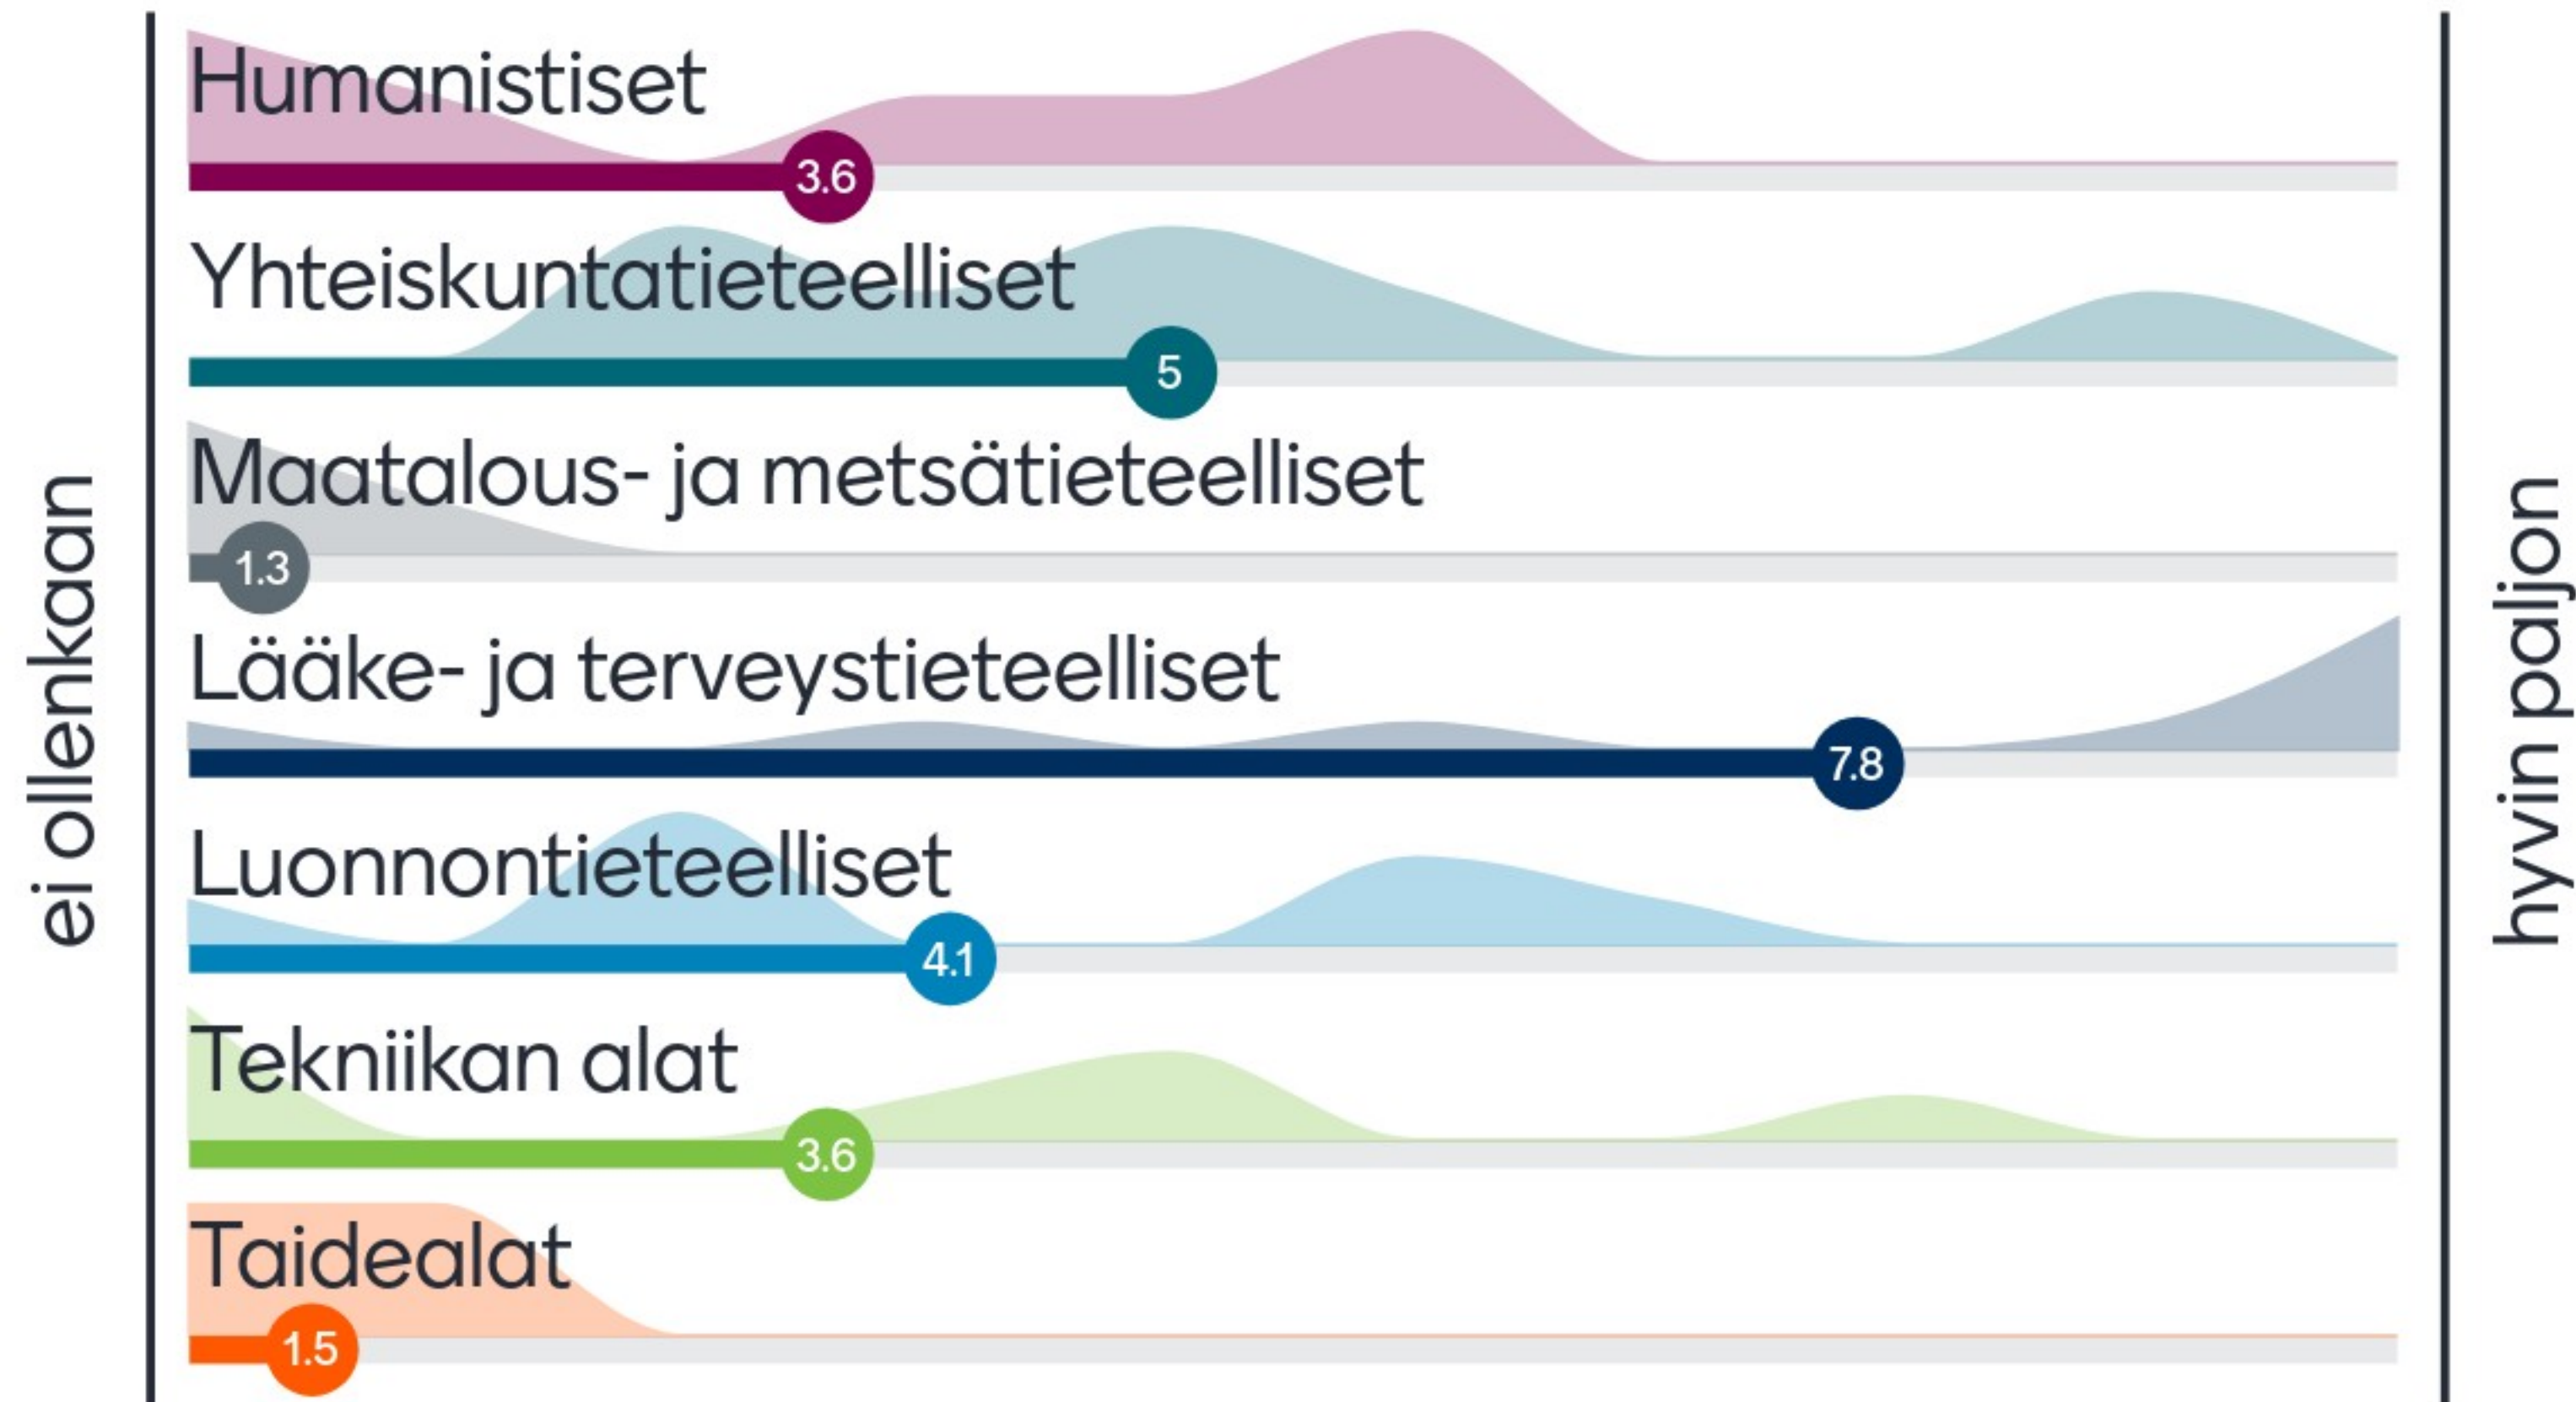 ei ollenkaan
Humanistiset
3.6
Yhteiskuntatieteelliset
5
Maatalous- ja metsätieteelliset
1.3
Lääke- ja terveystieteelliset
7.8
Luonnontieteelliset
4.1
Tekniikan alat
3.6
Taidealat
1.5
hyvin paljon